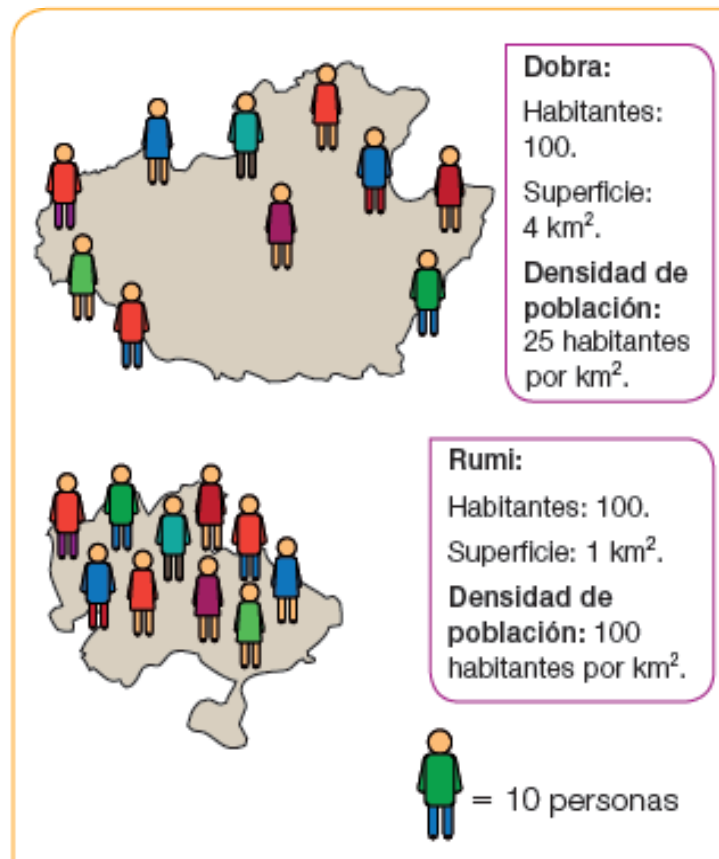 Dobra:
Habitantes:
100.
Superficie:
4 km².
Densidad de
población:
25 habitantes
por km².
Rumi:
Habitantes: 100.
Superficie: 1 km².
Densidad de
población: 100
habitantes por km².
= 10 personas